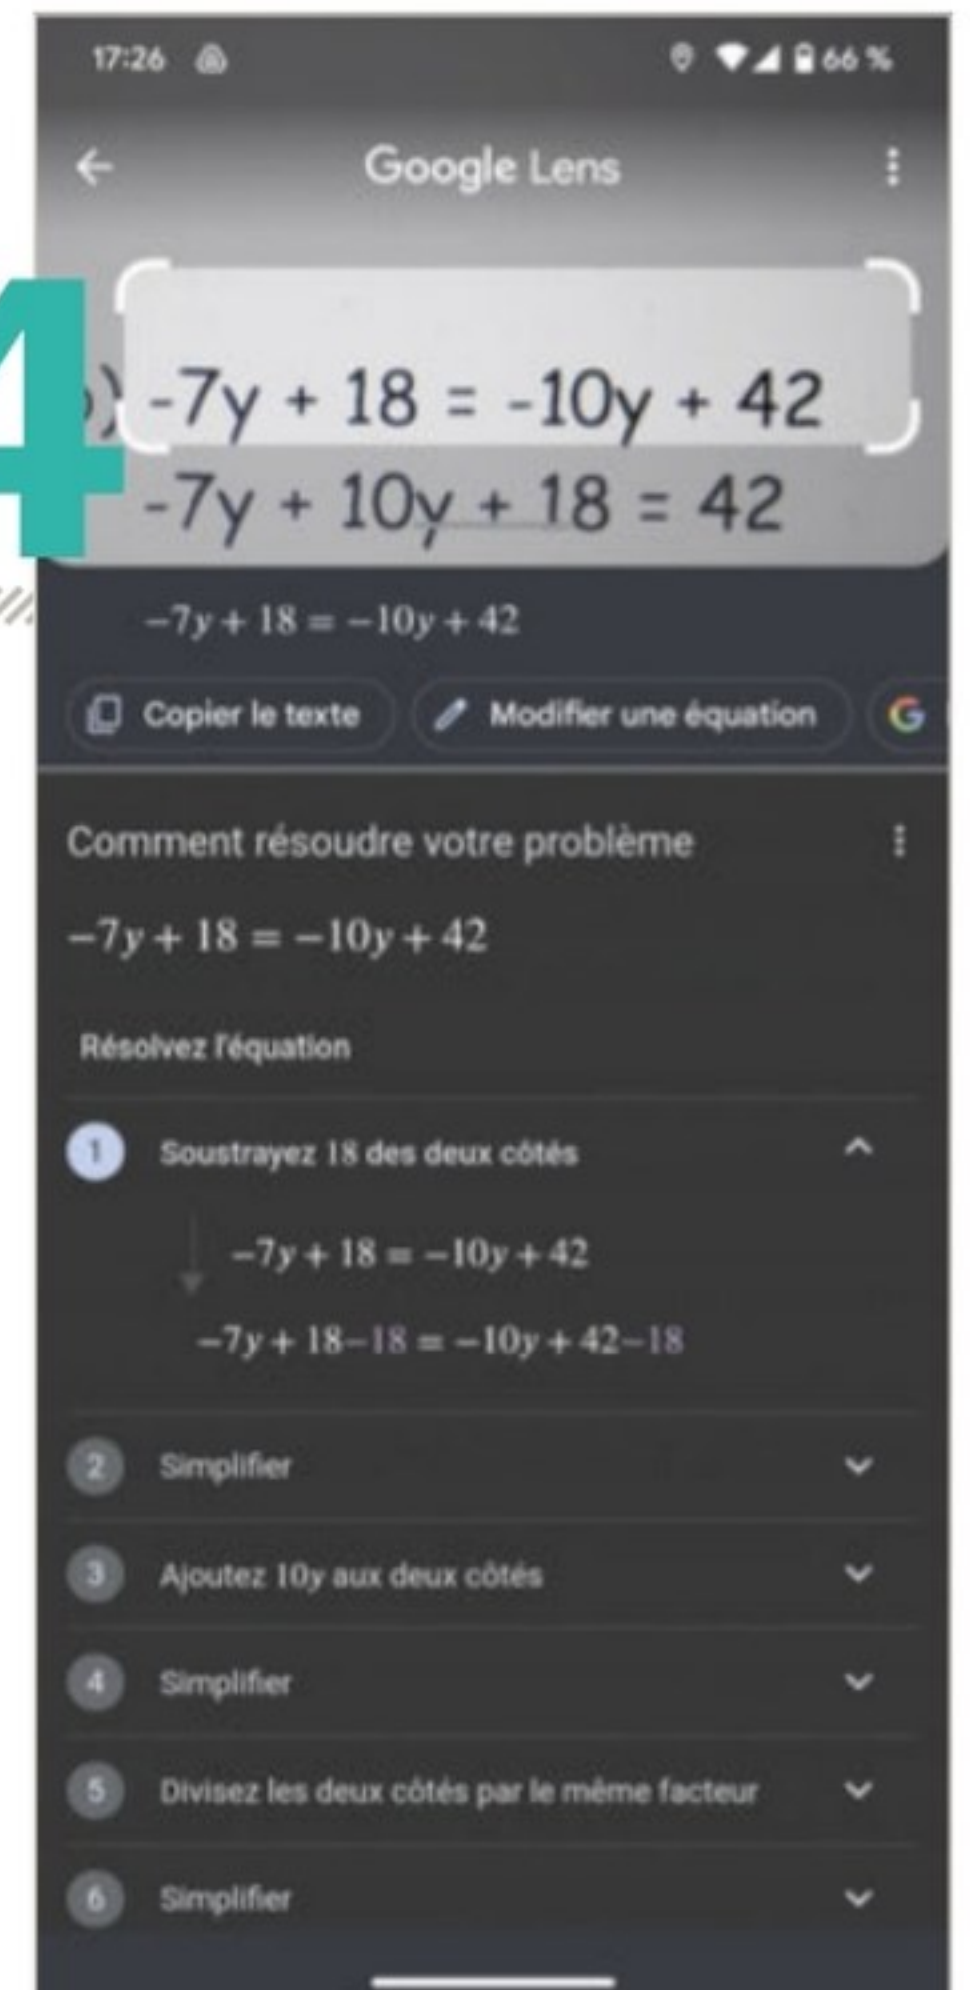 17:26 66 %
Google Lens
4
) -7y + 18 = -10y + 42
-7y + 10y + 18 = 42
−7y + 18 = −10y + 42
Copier le texte Modifier une équation G
Comment résoudre votre problème
−7y + 18 = −10y + 42
Résolvez l'équation
1 Soustrayez 18 des deux côtés
−7y + 18 = −10y + 42
−7y + 18−18 = −10y + 42−18
2 Simplifier
3 Ajoutez 10y aux deux côtés
4 Simplifier
5 Divisez les deux côtés par le même facteur
6 Simplifier